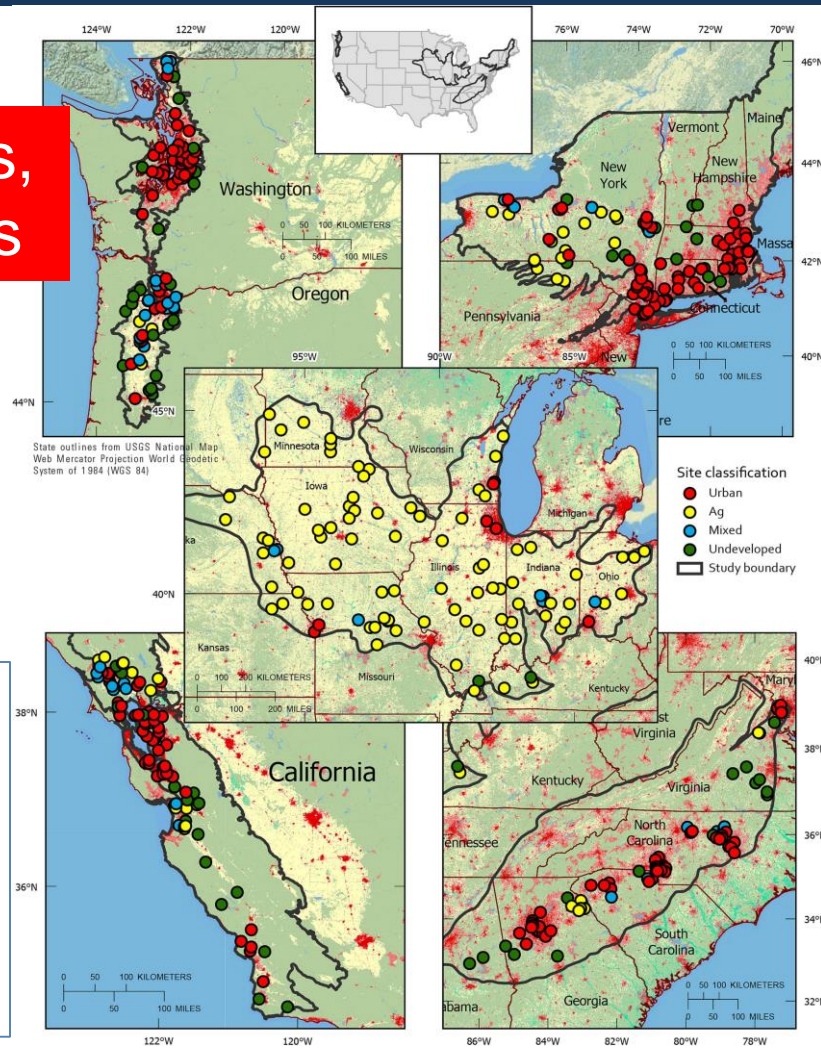 s,
s
124°W
122°W
120°W
76°W
74°W
72°W
70°W
46°N
44°N
42°N
40°N
Washington
0 50 100 KILOMETERS
0 50 100 MILES
Oregon
44°N
45°N
State outlines from USGS National Map
Web Mercator Projection World Geodetic
System of 1984 (WGS 84)
Vermont
Maine
New
York
New
Hampshire
Massa
Connecticut
Pennsylvania
New
re
0 50 100 KILOMETERS
0 50 100 MILES
95°W
90°W
85°W
Minnesota
Wisconsin
Iowa
Michigan
ka
Illinois
Indiana
Ohio
40°N
Kansas
Missouri
Kentucky
0 100 200 KILOMETERS
0 100 200 MILES
Site classification
Urban
Ag
Mixed
Undeveloped
Study boundary
38°N
36°N
California
0 50 100 KILOMETERS
0 50 100 MILES
122°W
120°W
Maryl
st
Virginia
Kentucky
Virginia
ennessee
North
Carolina
South
Carolina
abama
Georgia
0 50 100 KILOMETERS
0 50 100 MILES
38°N
36°N
34°N
32°N
86°W
84°W
82°W
80°W
78°W